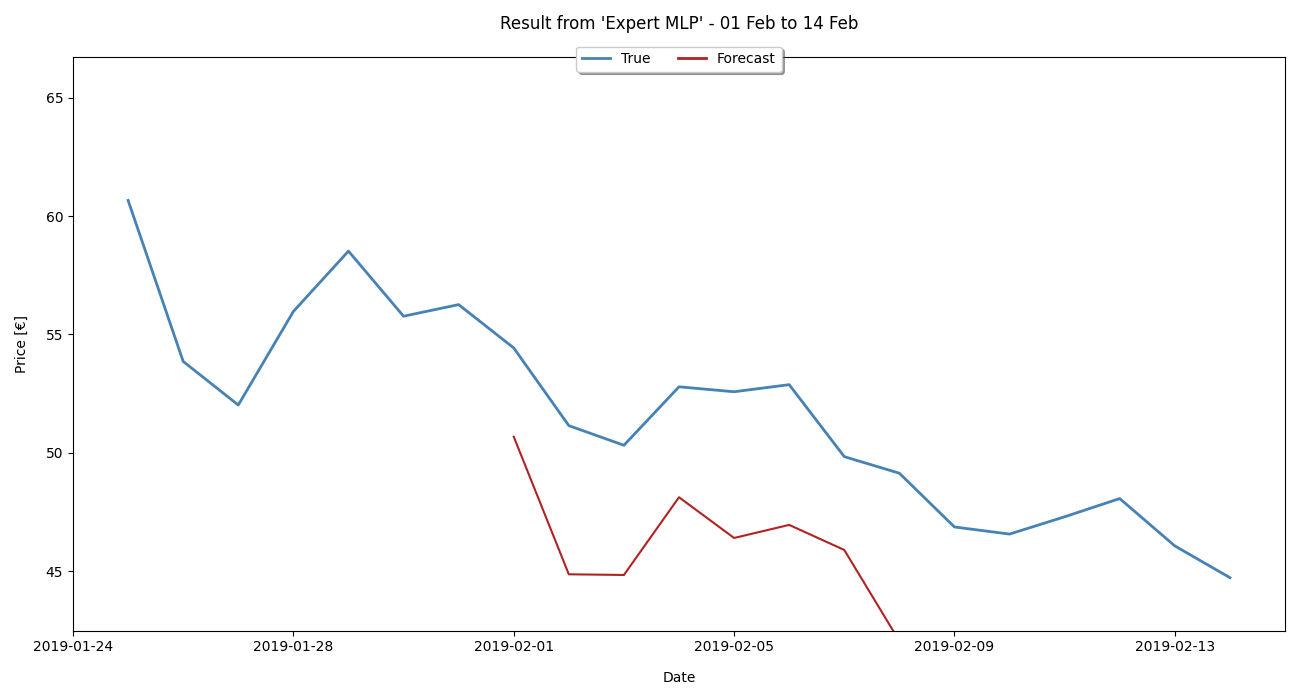 Result from 'Expert MLP' - 01 Feb to 14 Feb
True Forecast
65
60
55
50
45
Price [€]
2019-01-24 2019-01-28 2019-02-01 2019-02-05 2019-02-09 2019-02-13
Date